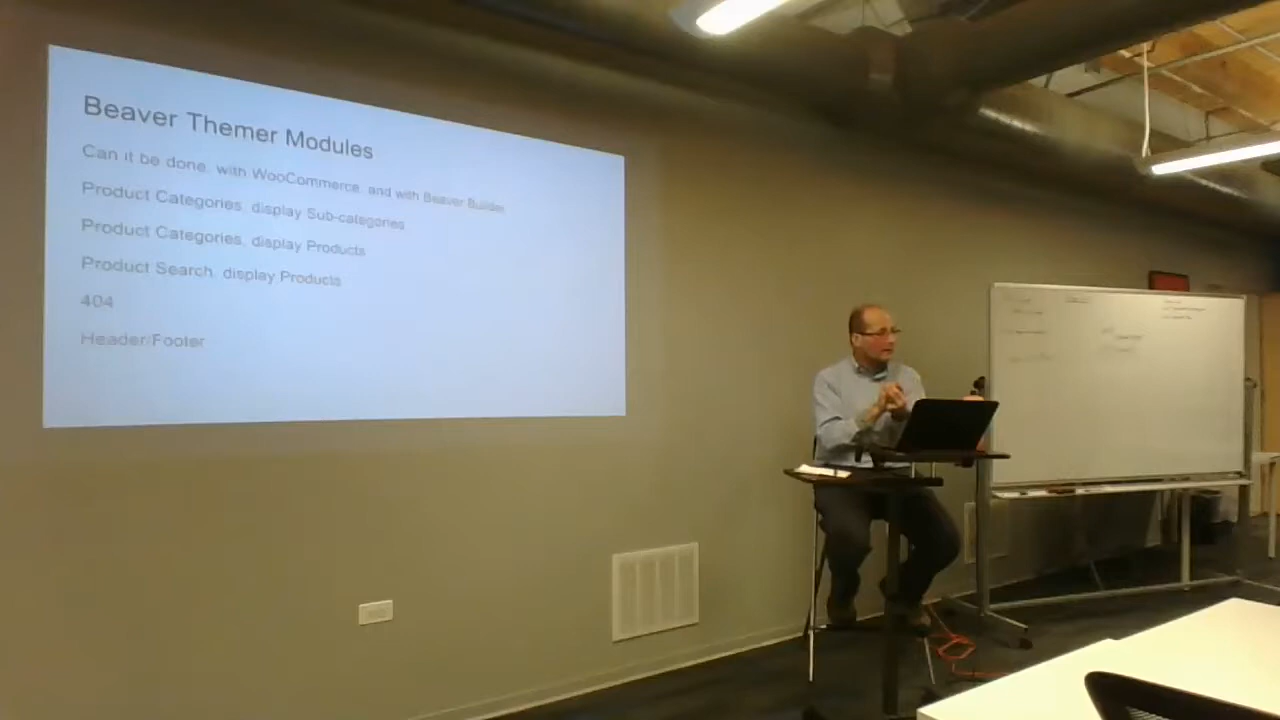 Beaver Themer Modules
Can it be done, with WooCommerce, and with Beaver Builder
Product Categories, display Sub-categories
Product Categories, display Products
Product Search, display Products
404
Header/Footer